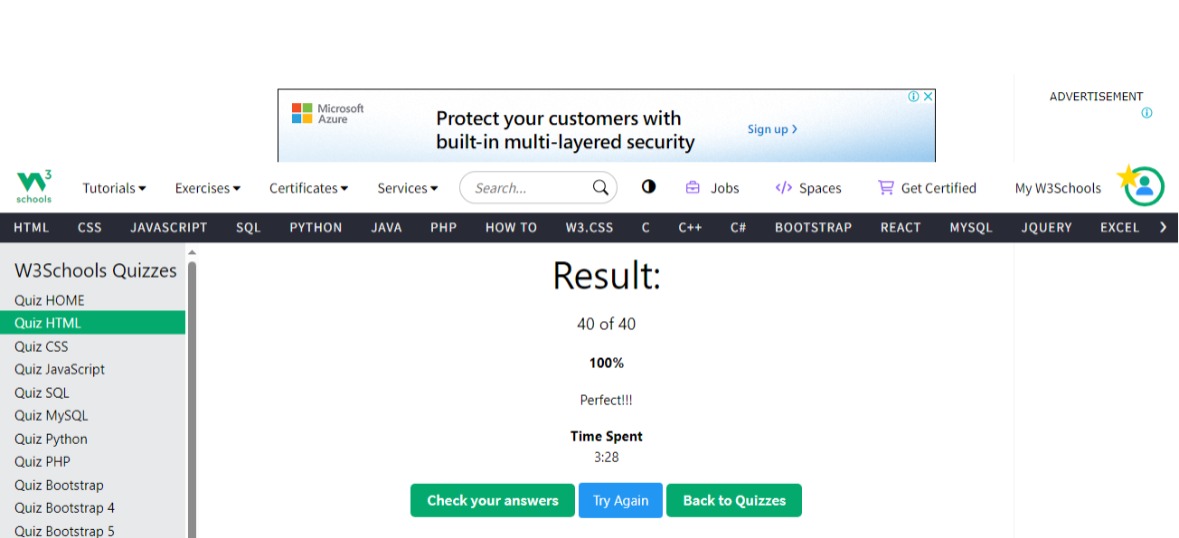 Microsoft
Azure
Protect your customers with
built-in multi-layered security
Sign up
ADVERTISEMENT
W3
schools
Tutorials
Exercises
Certificates
Services
Search...
Jobs
Spaces
Get Certified
My W3Schools
HTML CSS JAVASCRIPT SQL PYTHON JAVA PHP HOW TO W3.CSS C C++ C# BOOTSTRAP REACT MYSQL JQUERY EXCEL
W3Schools Quizzes
Quiz HOME
Quiz HTML
Quiz CSS
Quiz JavaScript
Quiz SQL
Quiz MySQL
Quiz Python
Quiz PHP
Quiz Bootstrap
Quiz Bootstrap 4
Quiz Bootstrap 5
Result:
40 of 40
100%
Perfect!!!
Time Spent
3:28
Check your answers
Try Again
Back to Quizzes